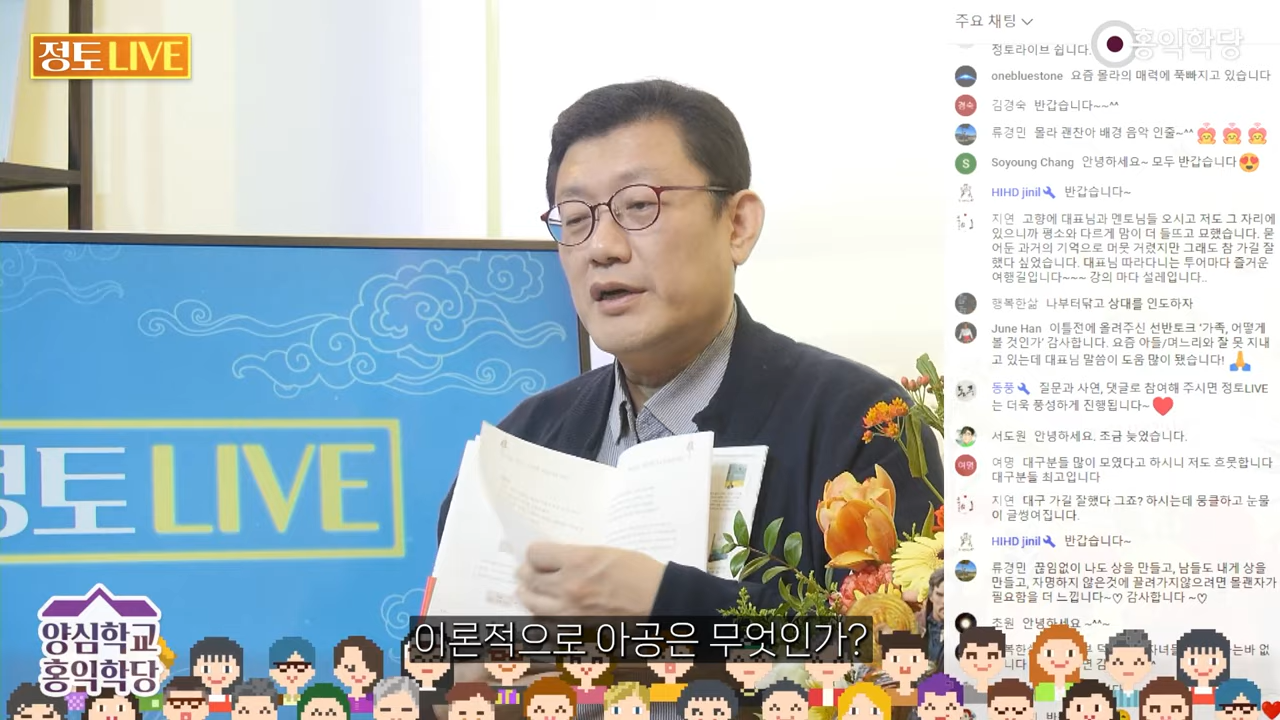 정토 LIVE
주요 채팅
홍익학당
정토라이브 쉽니다.
onebluestone 요즘 몰라의 매력에 푹빠지고 있습니다
경숙
김경숙 반갑습니다~~^^
류경민 몰라 괜찬아 배경 음악 인줄~^^
S
Soyoung Chang 안녕하세요~ 모두 반갑습니다
HIHD jinil 반갑습니다~
지연 고향에 대표님과 멘토님들 오시고 저도 그 자리에
있으니까 평소와 다르게 맘이 더 들뜨고 묘했습니다. 묻
어둔 과거의 기억으로 머뭇 거렸지만 그래도 참 가길 잘
했다 싶었습니다. 대표님 따라다니는 투어마다 즐거운
여행길입니다~~~ 강의 마다 설레입니다..
행복한삶 나부터닦고 상대를 인도하자
June Han 이틀전에 올려주신 선반토크 '가족, 어떻게
볼 것인가' 감사합니다. 요즘 아들/며느리와 잘 못 지내
고 있는데 대표님 말씀이 도움 많이 됐습니다!
동풍 질문과 사연, 댓글로 참여해 주시면 정토LIVE
는 더욱 풍성하게 진행됩니다~
서도원 안녕하세요. 조금 늦었습니다.
여명
여명 대구분들 많이 모였다고 하시니 저도 흐뭇합니다
대구분들 최고입니다
지연 대구 가길 잘했다 그죠? 하시는데 뭉클하고 눈물
이 글썽여집니다.
HIHD jinil 반갑습니다~
류경민 끊임없이 나도 상을 만들고, 남들도 내게 상을
만들고, 자명하지 않은것에 끌려가지않으려면 몰괜자가
필요함을 더 느낍니다~♡ 감사합니다 ~♡
조원 안녕하세요 ~^^~
정토 LIVE
양심학교
홍익학당
이론적으로 아공은 무엇인가?